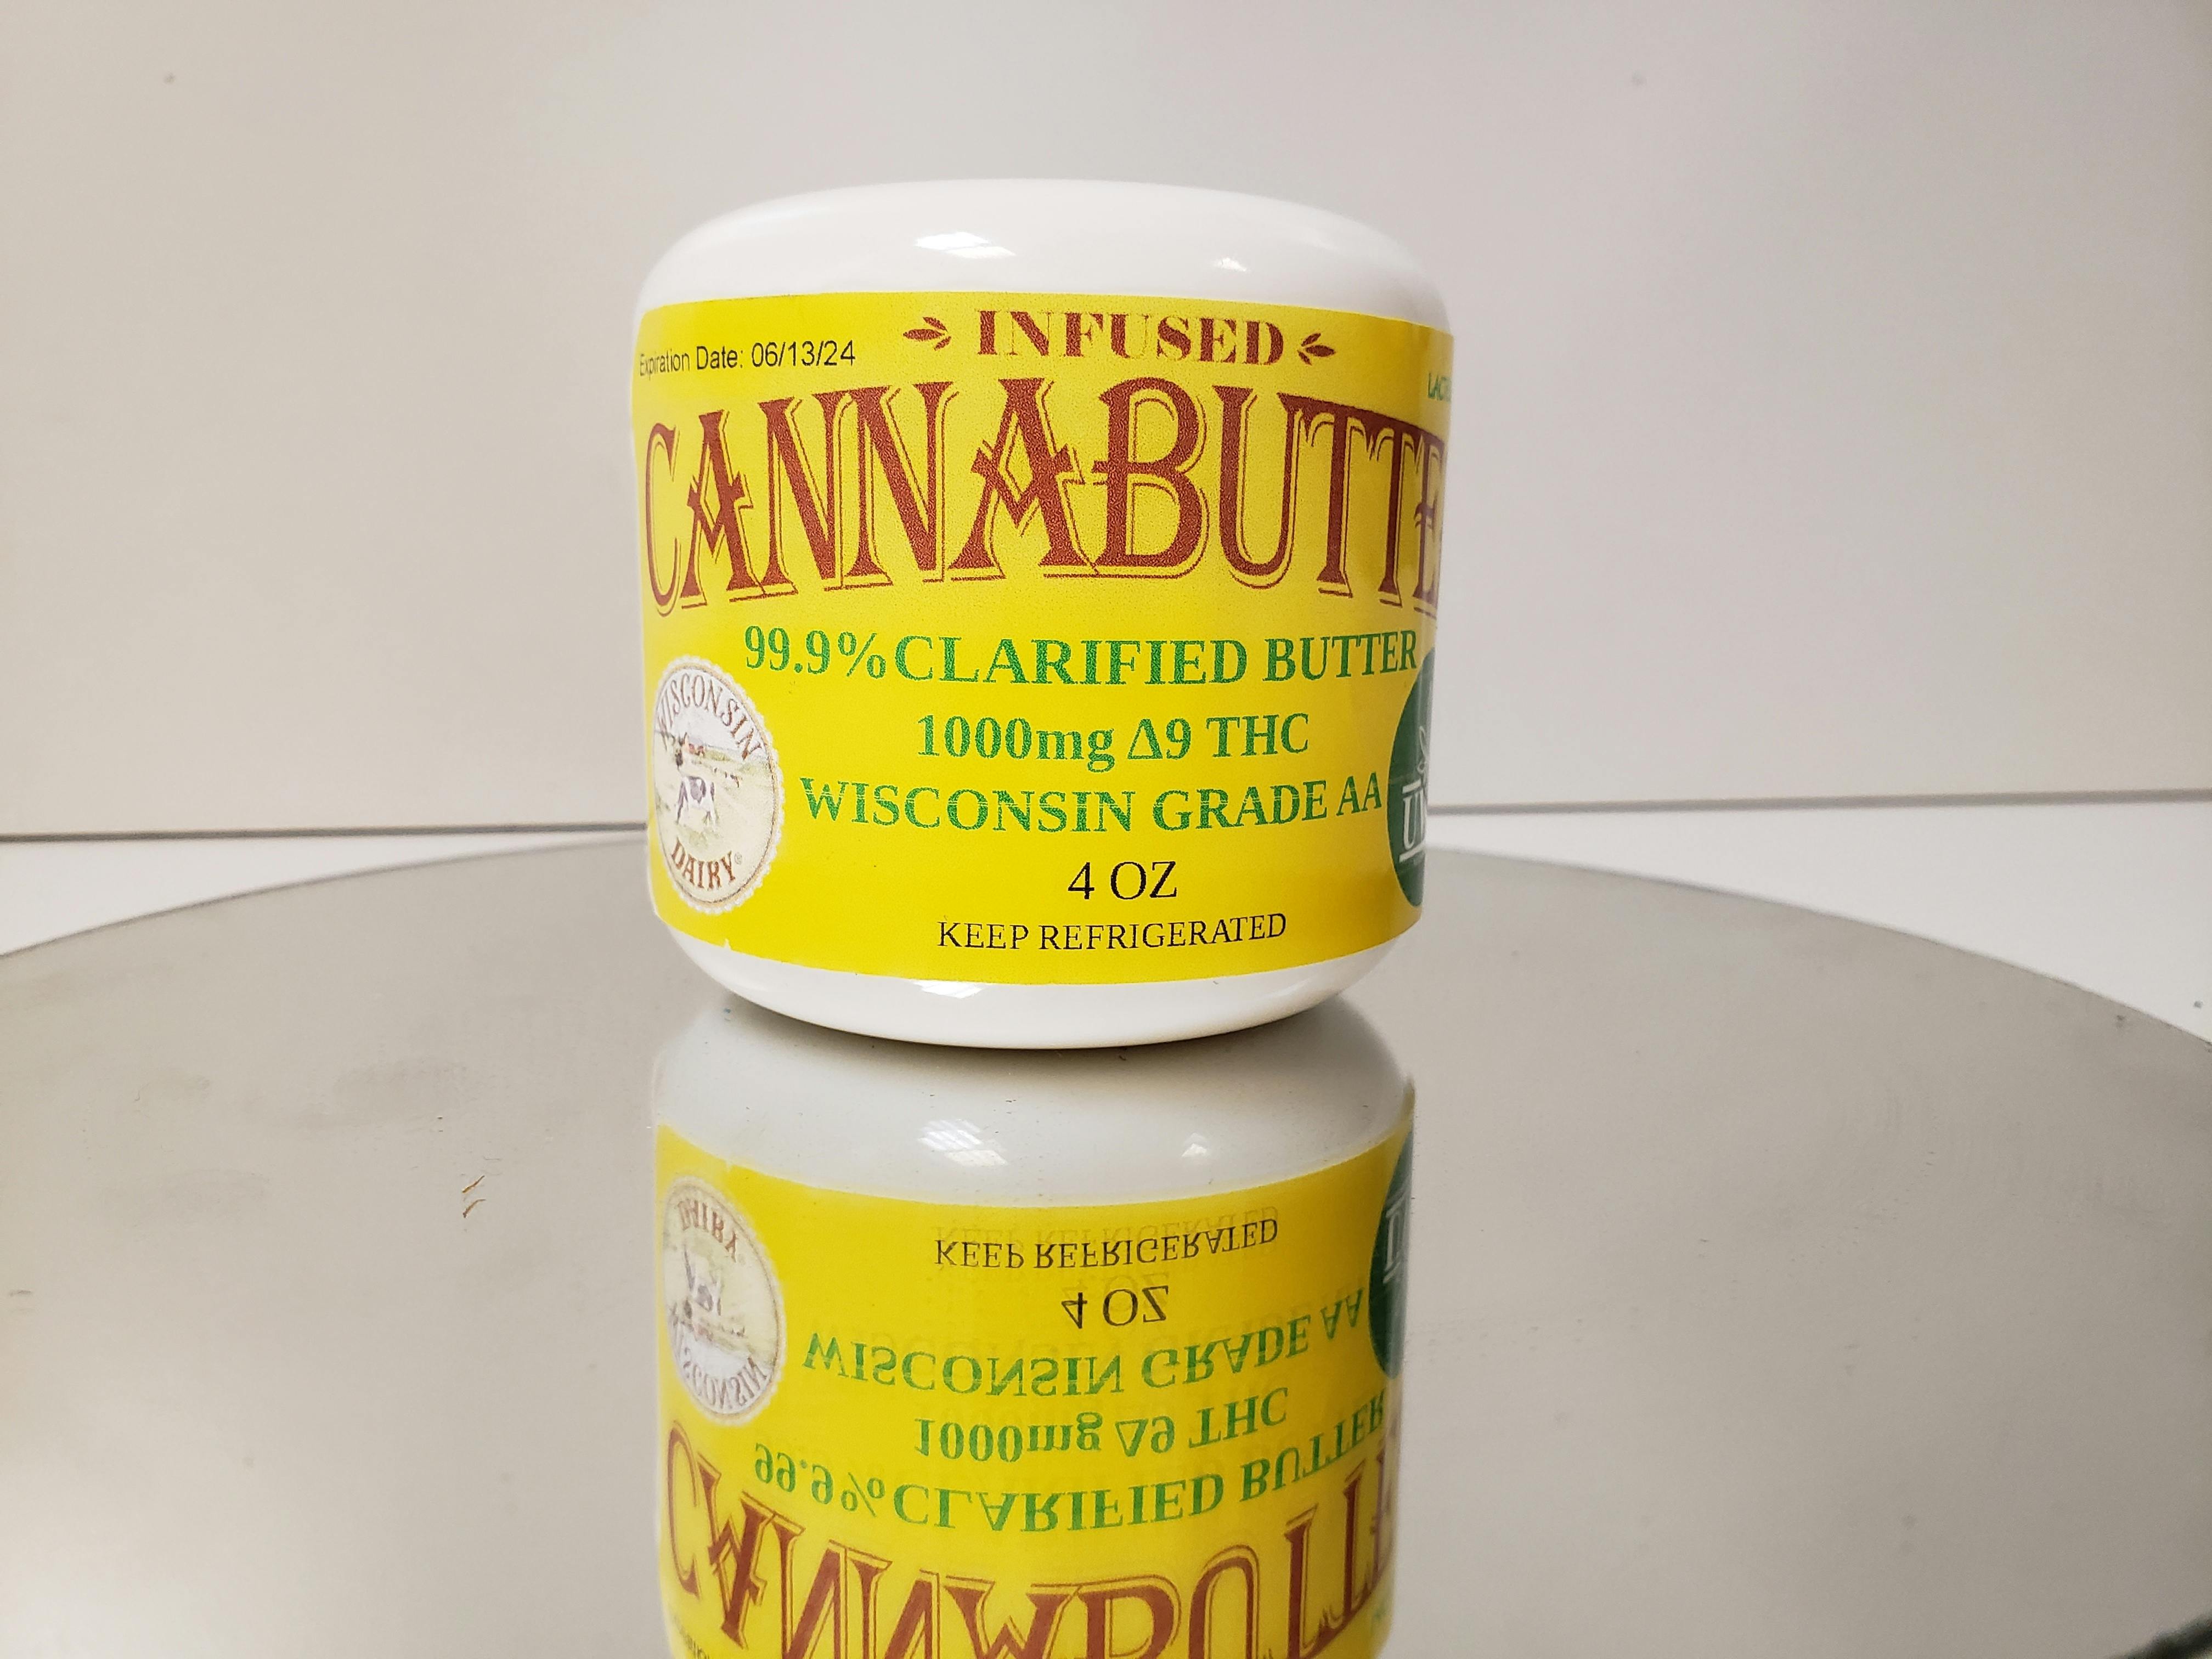 INFUSED
Expiration Date: 06/13/24
CANNABUTTE
99.9% CLARIFIED BUTTER
1000mg Δ9 THC
WISCONSIN GRADE AA
4 OZ
KEEP REFRIGERATED
WISCONSIN
DAIRY®